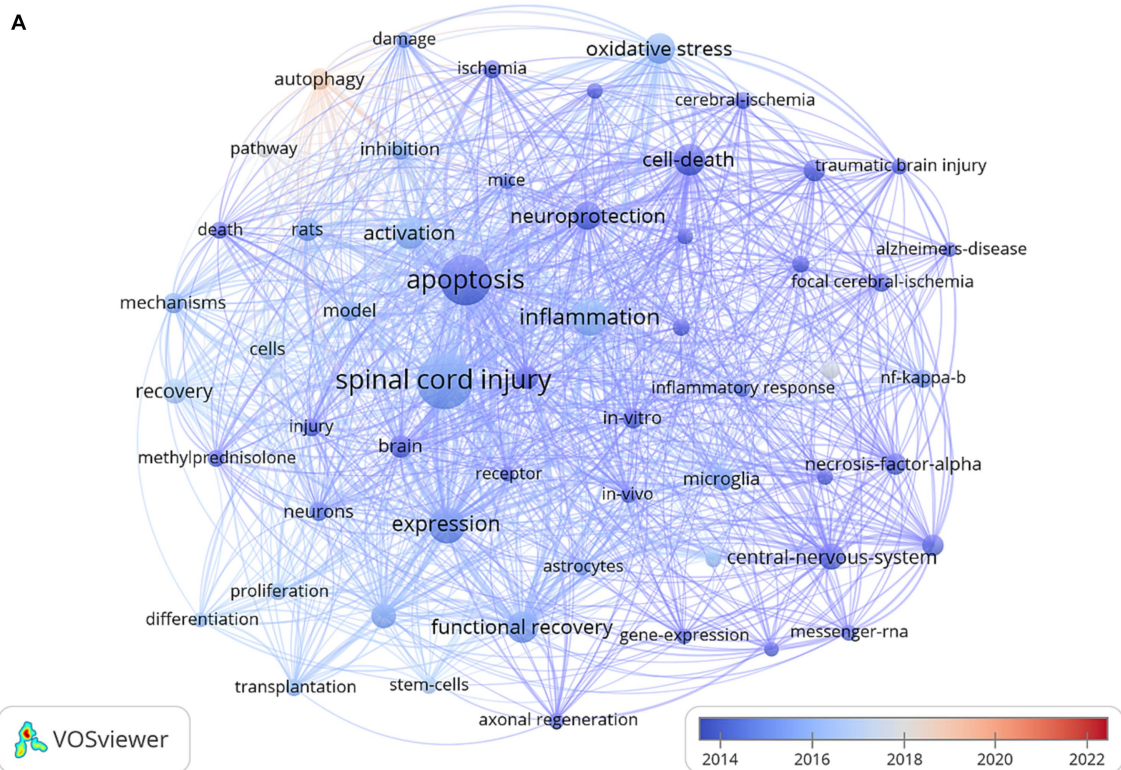 A
damage
oxidative stress
ischemia
autophagy
cerebral-ischemia
pathway
inhibition
cell-death
traumatic brain injury
mice
neuroprotection
death
rats
activation
alzheimers-disease
apoptosis
focal cerebral-ischemia
mechanisms
model
inflammation
cells
spinal cord injury
nf-kappa-b
recovery
inflammatory response
injury
in-vitro
brain
methylprednisolone
necrosis-factor-alpha
receptor
microglia
in-vivo
neurons
expression
central-nervous-system
astrocytes
proliferation
differentiation
functional recovery
gene-expression
messenger-rna
transplantation
stem-cells
axonal regeneration
VOSviewer
2014 2016 2018 2020 2022